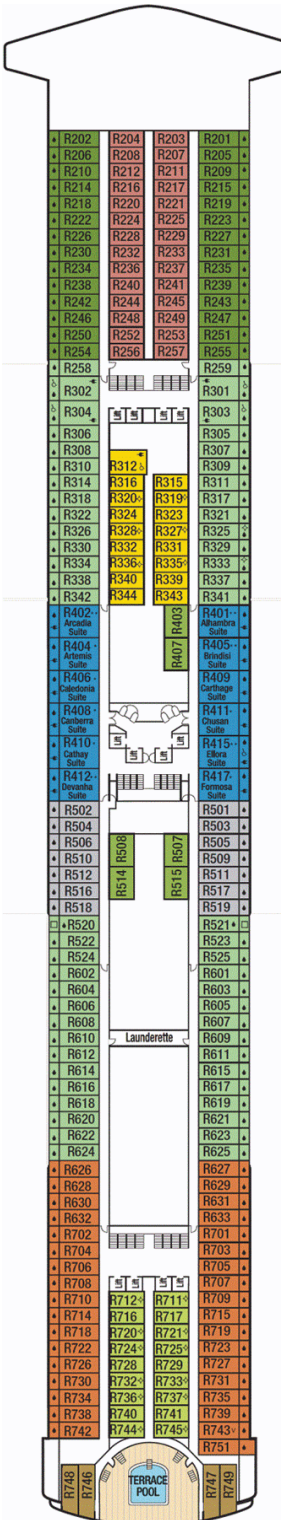 R202 R204 R203 R201
R206 R208 R207 R205
R210 R212 R211 R209
R214 R216 R217 R215
R218 R220 R221 R219
R222 R224 R225 R223
R226 R228 R229 R227
R230 R232 R233 R231
R234 R236 R237 R235
R238 R240 R241 R239
R242 R244 R245 R243
R246 R248 R249 R247
R250 R252 R253 R251
R254 R256 R257 R255
R258 R259
R302 R301
R304 R303
Lift Lift Lift Lift
R306 R305
R308 R307
R310 R312 R309
R314 R316 R315 R311
R318 R320 R319 R317
R322 R324 R323 R321
R326 R328 R327 R325
R330 R332 R331 R329
R334 R336 R335 R333
R338 R340 R339 R337
R342 R344 R343 R341
R402 Arcadia Suite R403 R401 Alhambra Suite
R404 Artemis Suite R407 R405 Brindisi Suite
R406 Caledonia Suite R409 Carthage Suite
R408 Canberra Suite R411 Chusan Suite
R410 Cathay Suite Lift Lift Lift Lift R415 Ellora Suite
R412 Devanha Suite R417 Formosa Suite
R502 R501
R504 R503
R506 R508 R507 R505
R510 R509
R512 R514 R515 R511
R516 R517
R518 R519
R520 R521
R522 R523
R524 R525
R602 R601
R604 R603
R606 R605
R608 R607
R610 Launderette R609
R612 R611
R614 R615
R616 R617
R618 R619
R620 R621
R622 R623
R624 R625
R626 R627
R628 R629
R630 R631
R632 R633
R702 R701
R704 R703
R706 R705
R708 Lift Lift Lift Lift R707
R710 R712 R711 R709
R714 R716 R717 R715
R718 R720 R721 R719
R722 R724 R725 R723
R726 R728 R729 R727
R730 R732 R733 R731
R734 R736 R737 R735
R738 R740 R741 R739
R742 R744 R745 R743
R751
R748 R746 TERRACE R747 R749
POOL